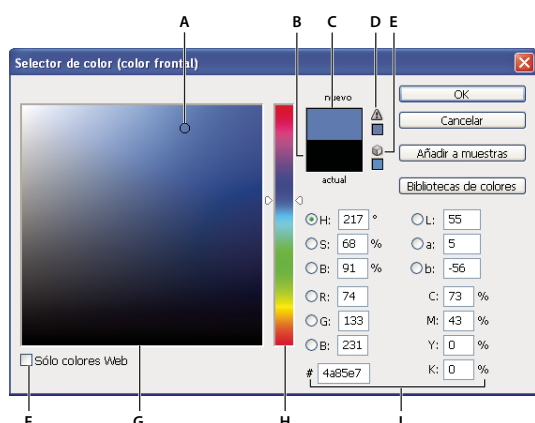 A B C D E
Selector de color (color frontal)
nuevo
actual
OK
Cancelar
Añadir a muestras
Bibliotecas de colores
H: 217 °
S: 68 %
B: 91 %
R: 74
G: 133
B: 231
# 4a85e7
L: 55
a: 5
b: -56
C: 73 %
M: 43 %
Y: 0 %
K: 0 %
Sólo colores Web
F G H I